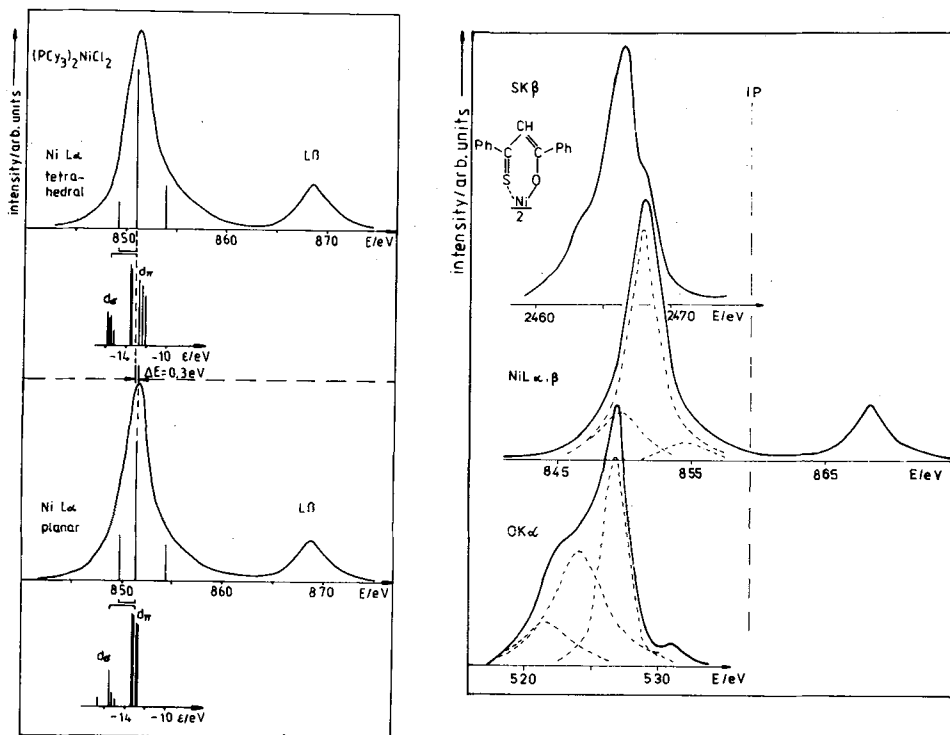 intensity/arb. units
(PCy3)2NiCl2
Ni Lα
tetra-
hedral
Lβ
850
860
870
E/eV
dσ
dπ
-14
-10
ε/eV
ΔE=0,3eV
Ni Lα
planar
Lβ
850
860
870
E/eV
dσ
dπ
-14
-10
ε/eV
intensity/arb. units
SKβ
IP
CH
Ph
C
C
Ph
S
O
Ni
2
2460
2470
E/eV
NiLα,β
845
855
865
E/eV
OKα
520
530
E/eV